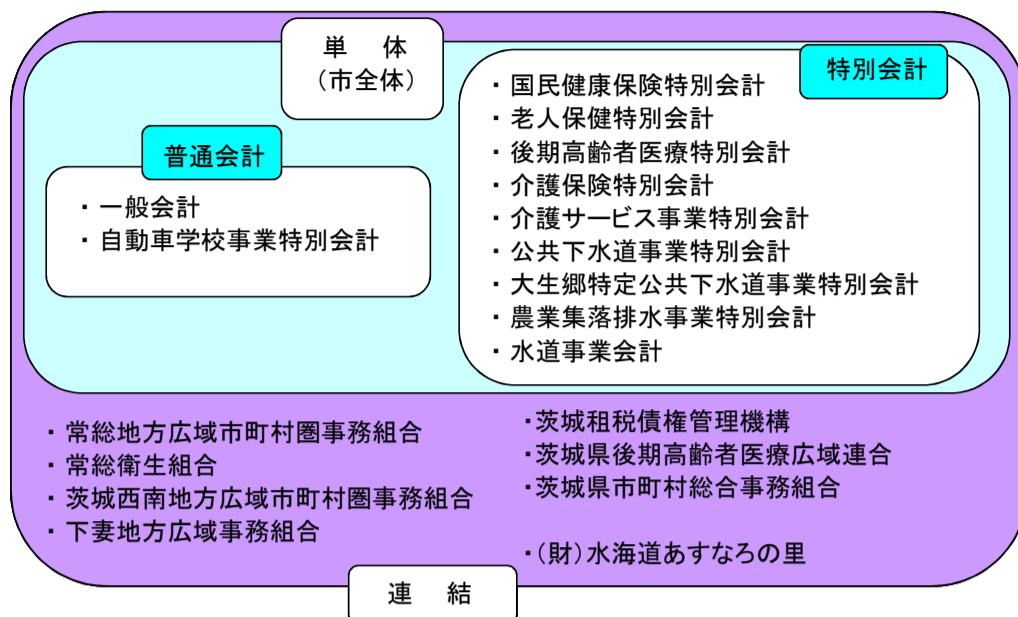 単 体
（市全体）
普通会計
・ 一般会計
・ 自動車学校事業特別会計
特別会計
・ 国民健康保険特別会計
・ 老人保健特別会計
・ 後期高齢者医療特別会計
・ 介護保険特別会計
・ 介護サービス事業特別会計
・ 公共下水道事業特別会計
・ 大生郷特定公共下水道事業特別会計
・ 農業集落排水事業特別会計
・ 水道事業会計
・ 常総地方広域市町村圏事務組合
・ 常総衛生組合
・ 茨城西南地方広域市町村圏事務組合
・ 下妻地方広域事務組合
・茨城租税債権管理機構
・茨城県後期高齢者医療広域連合
・茨城県市町村総合事務組合
・（財）水海道あすなろの里
連 結